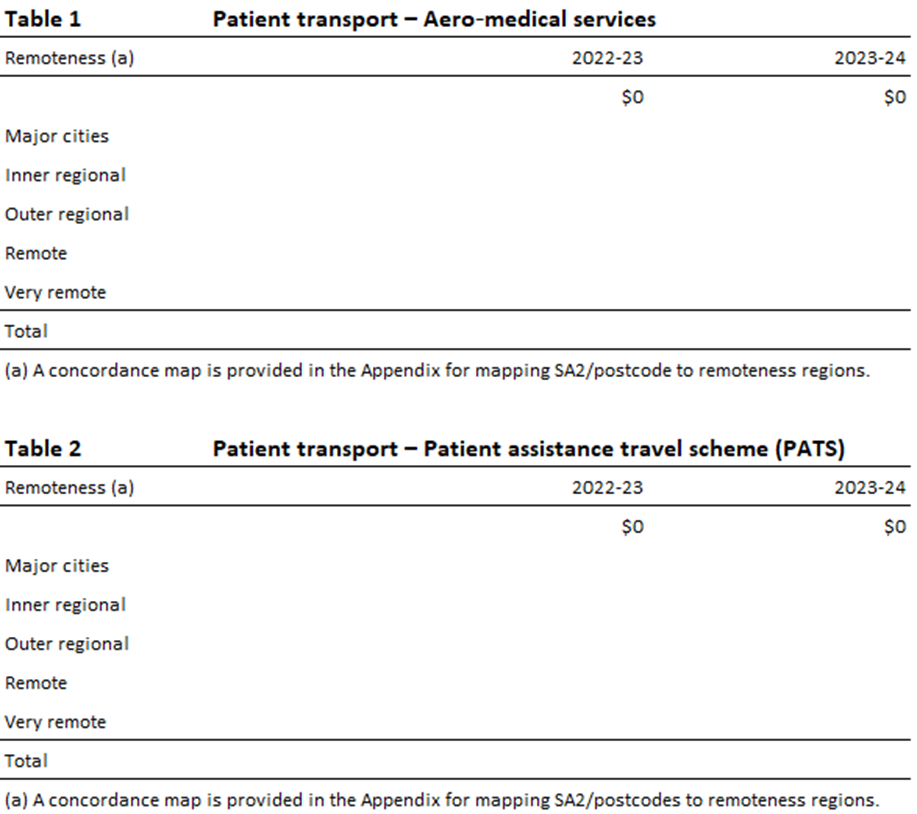 Table 1 Patient transport – Aero-medical services
Remoteness (a) 2022-23 2023-24
$0 $0
Major cities
Inner regional
Outer regional
Remote
Very remote
Total
(a) A concordance map is provided in the Appendix for mapping SA2/postcode to remoteness regions.
Table 2 Patient transport – Patient assistance travel scheme (PATS)
Remoteness (a) 2022-23 2023-24
$0 $0
Major cities
Inner regional
Outer regional
Remote
Very remote
Total
(a) A concordance map is provided in the Appendix for mapping SA2/postcodes to remoteness regions.